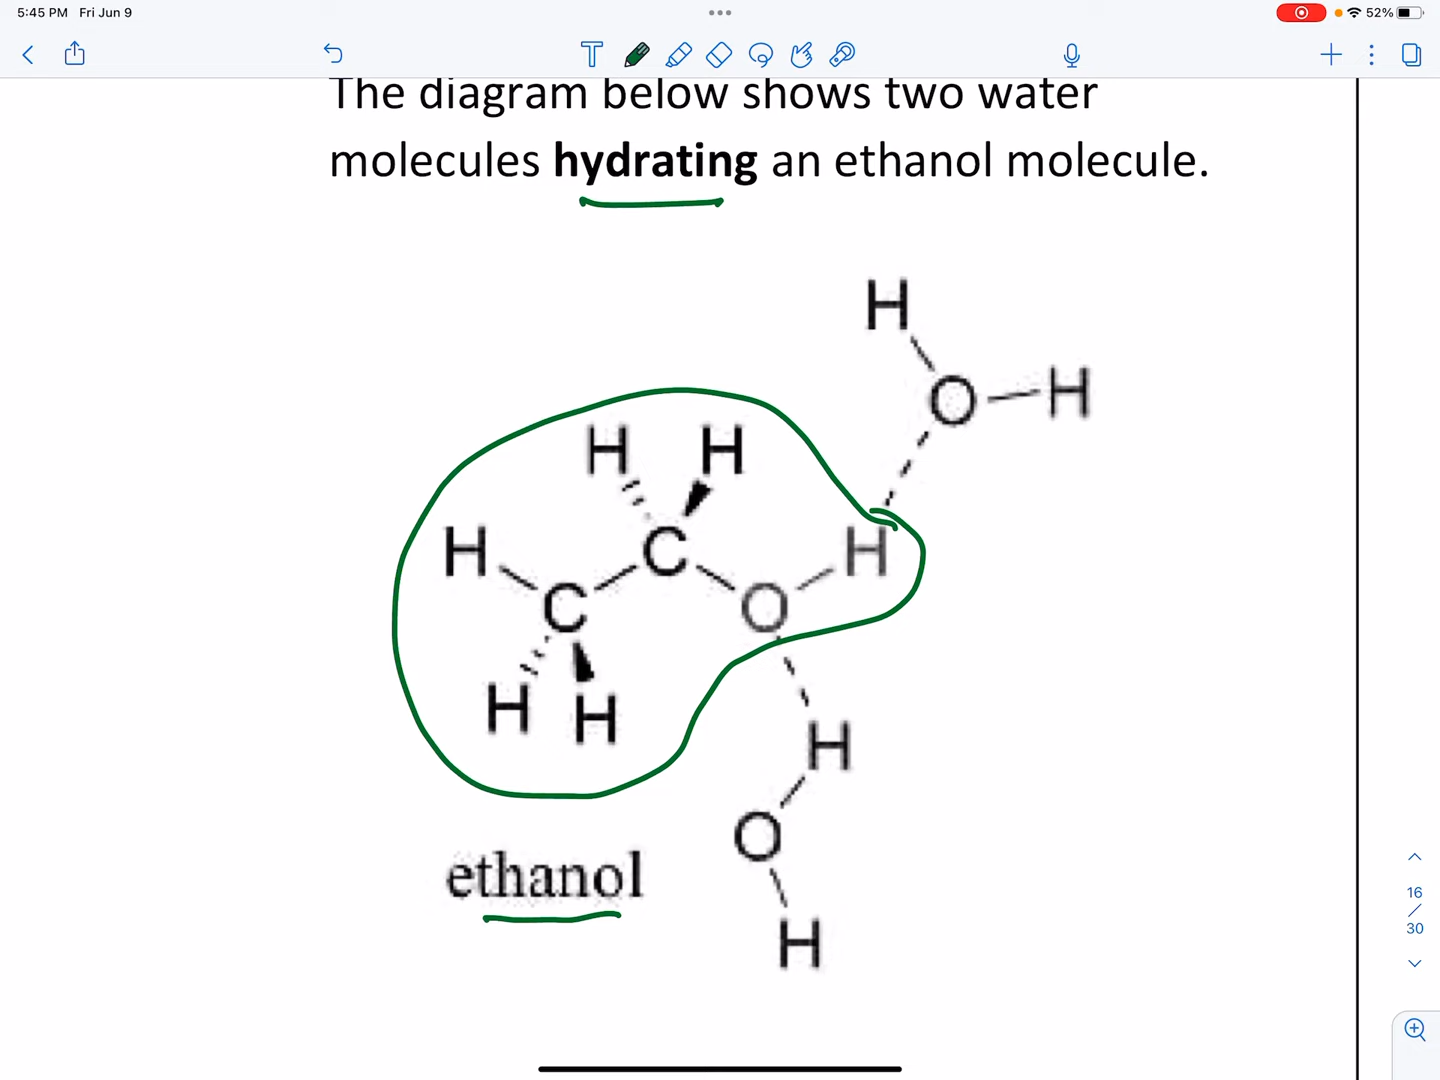 5:45 PM Fri Jun 9
52%
T
The diagram below shows two water
molecules hydrating an ethanol molecule.
H
O H
H H
H C H
C O
H H H
O
ethanol
H
16
/
30